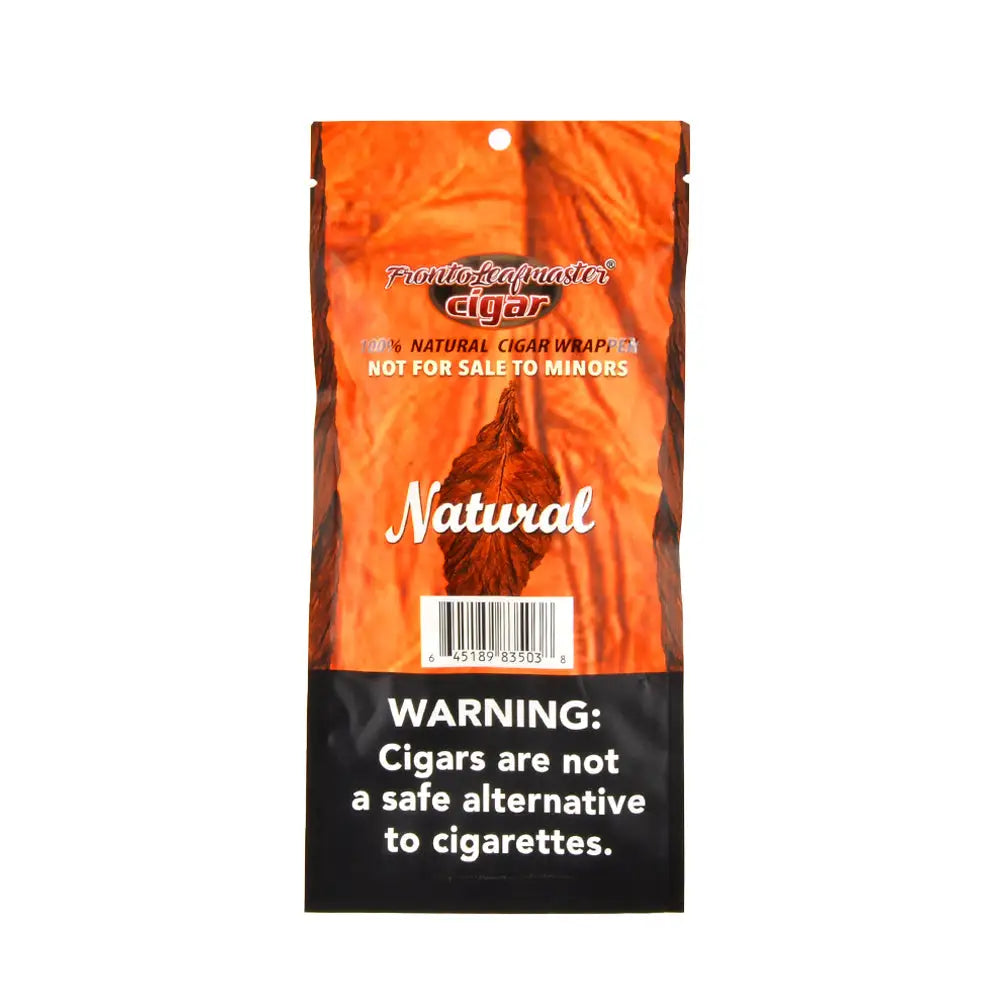 FrontoLeafmaster®
cigar
100% NATURAL CIGAR WRAPPER
NOT FOR SALE TO MINORS
Natural
6 45189 83503 8
WARNING:
Cigars are not
a safe alternative
to cigarettes.